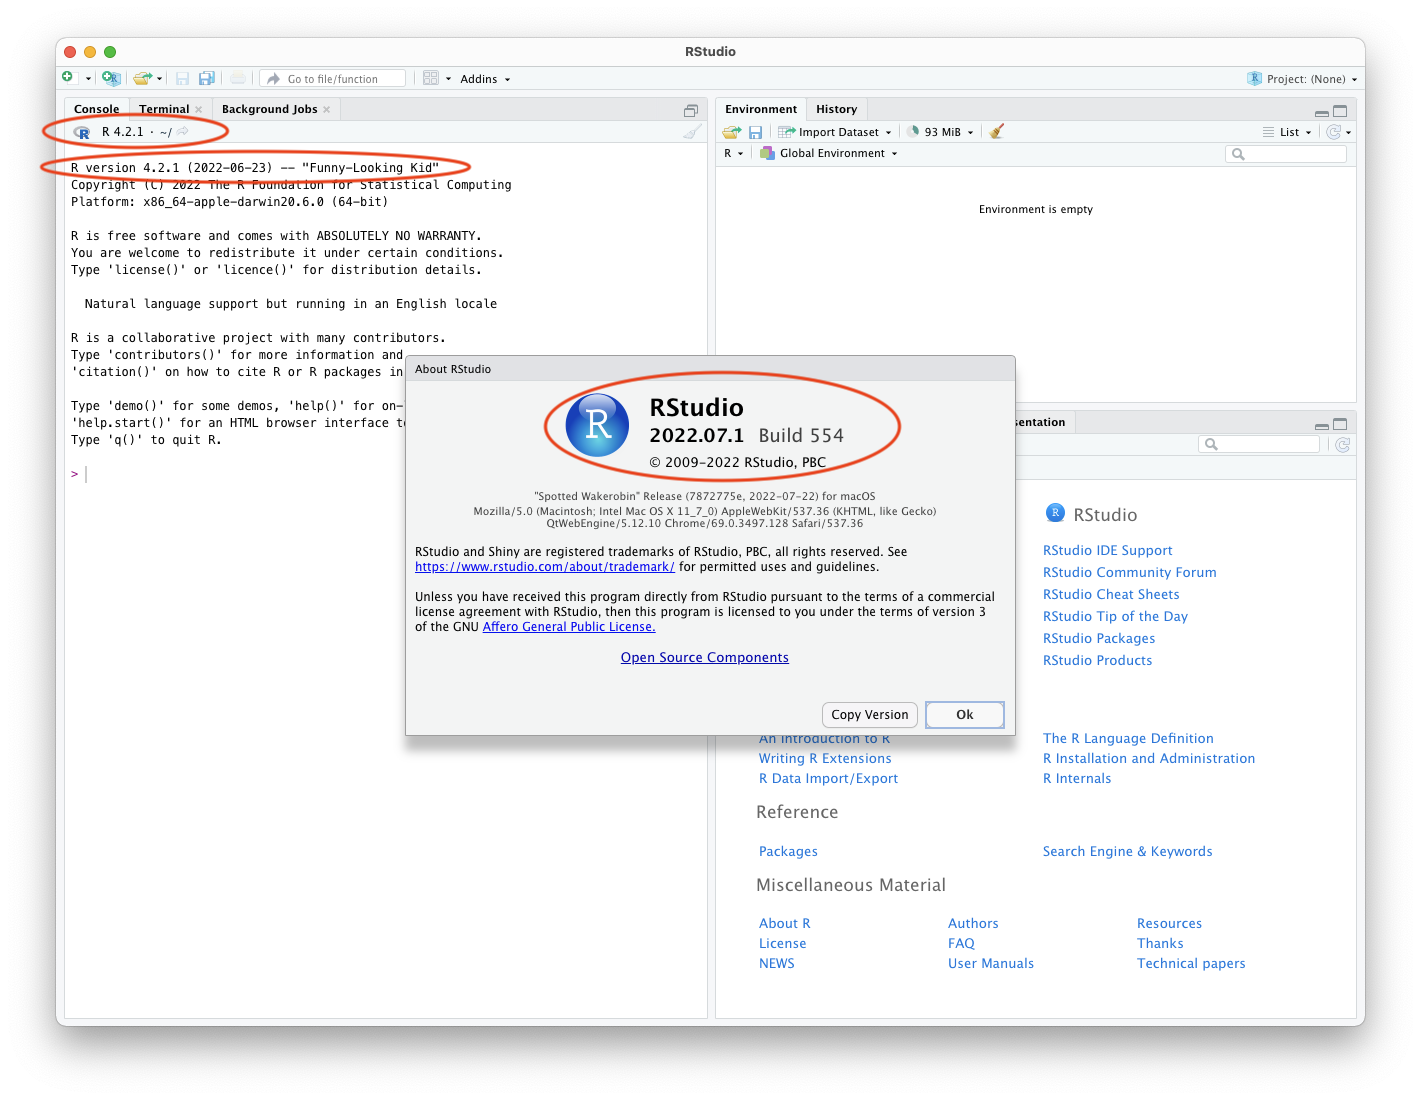 RStudio
Go to file/function
Addins
Project: (None)
Console
Terminal
Background Jobs
R 4.2.1 · ~/
R version 4.2.1 (2022-06-23) -- "Funny-Looking Kid"
Copyright (C) 2022 The R Foundation for Statistical Computing
Platform: x86_64-apple-darwin20.6.0 (64-bit)
R is free software and comes with ABSOLUTELY NO WARRANTY.
You are welcome to redistribute it under certain conditions.
Type 'license()' or 'licence()' for distribution details.
Natural language support but running in an English locale
R is a collaborative project with many contributors.
Type 'contributors()' for more information and
'citation()' on how to cite R or R packages in
Type 'demo()' for some demos, 'help()' for on-
'help.start()' for an HTML browser interface to
Type 'q()' to quit R.
>
Environment
History
Import Dataset
93 MiB
List
R
Global Environment
Environment is empty
About RStudio
R
RStudio
2022.07.1 Build 554
© 2009-2022 RStudio, PBC
"Spotted Wakerobin" Release (7872775e, 2022-07-22) for macOS
Mozilla/5.0 (Macintosh; Intel Mac OS X 11_7_0) AppleWebKit/537.36 (KHTML, like Gecko)
QtWebEngine/5.12.10 Chrome/69.0.3497.128 Safari/537.36
RStudio and Shiny are registered trademarks of RStudio, PBC, all rights reserved. See
https://www.rstudio.com/about/trademark/ for permitted uses and guidelines.
Unless you have received this program directly from RStudio pursuant to the terms of a commercial
license agreement with RStudio, then this program is licensed to you under the terms of version 3
of the GNU Affero General Public License.
Open Source Components
Copy Version
Ok
sentation
RStudio
RStudio IDE Support
RStudio Community Forum
RStudio Cheat Sheets
RStudio Tip of the Day
RStudio Packages
RStudio Products
An Introduction to R
The R Language Definition
Writing R Extensions
R Installation and Administration
R Data Import/Export
R Internals
Reference
Packages
Search Engine & Keywords
Miscellaneous Material
About R
Authors
Resources
License
FAQ
Thanks
NEWS
User Manuals
Technical papers